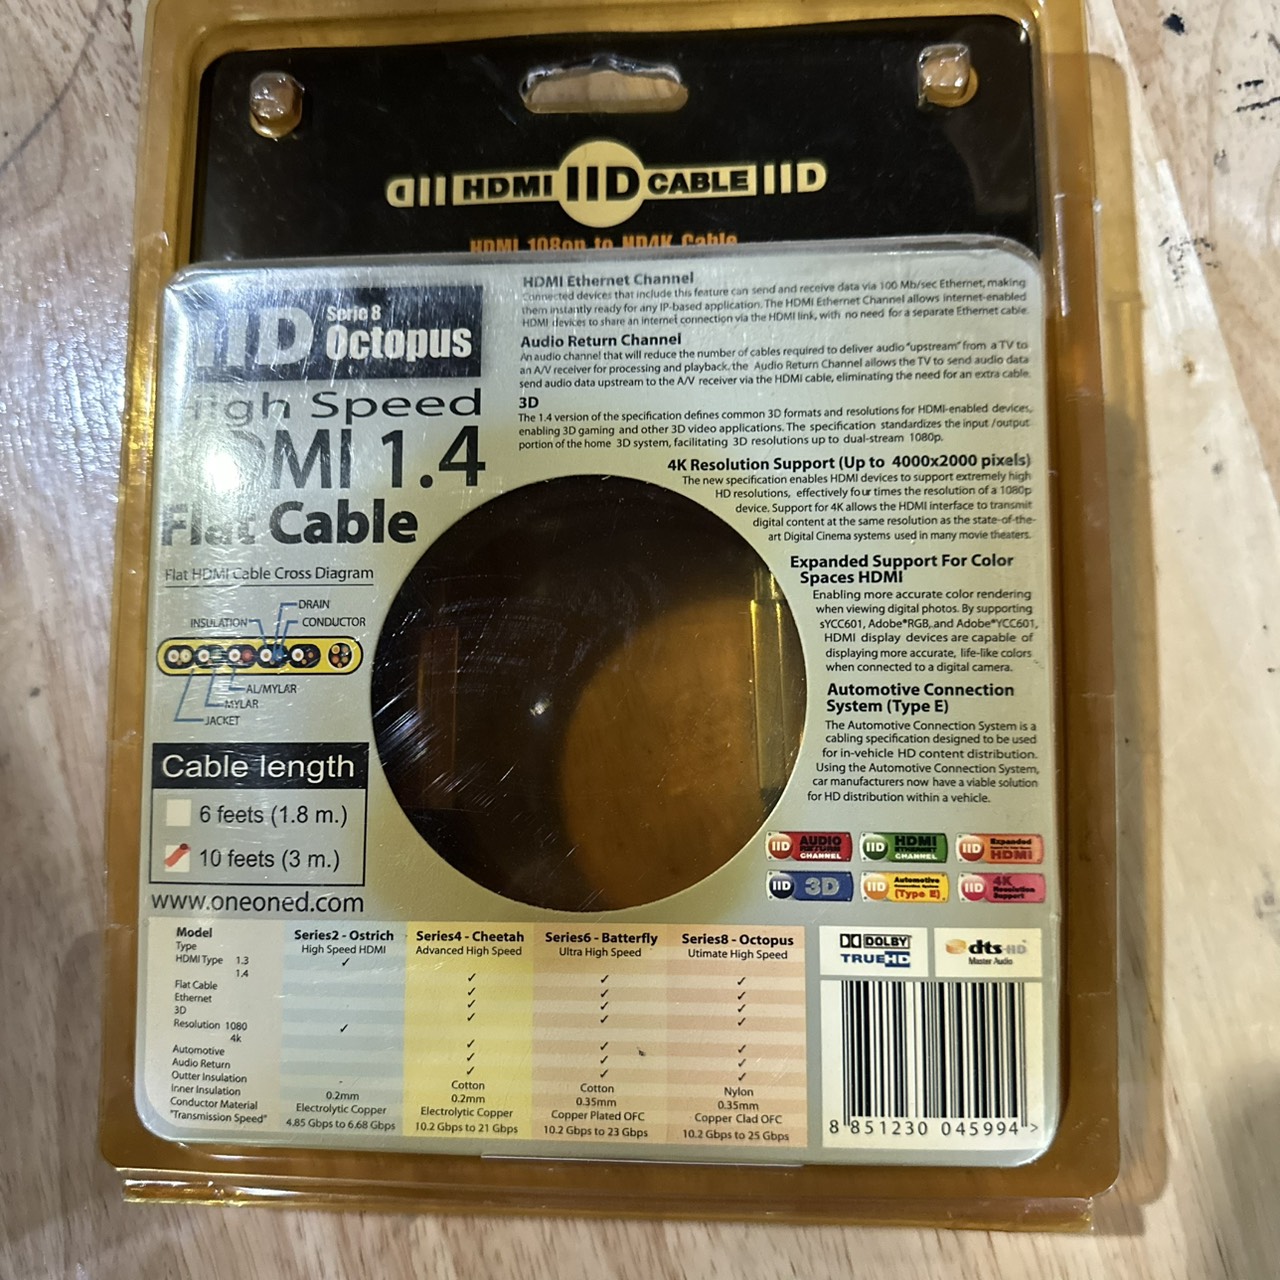 HDMI IID CABLE IID
HDMI 1080p to HD4K Cable
IID Serie 8
Octopus
High Speed
HDMI 1.4
Flat Cable
Flat HDMI Cable Cross Diagram
DRAIN
INSULATION
CONDUCTOR
AL/MYLAR
MYLAR
JACKET
Cable length
6 feets (1.8 m.)
10 feets (3 m.)
www.oneoned.com
HDMI Ethernet Channel
Connected devices that include this feature can send and receive data via 100 Mb/sec Ethernet, making
them instantly ready for any IP-based application. The HDMI Ethernet Channel allows internet-enabled
HDMI devices to share an internet connection via the HDMI link, with no need for a separate Ethernet cable.
Audio Return Channel
An audio channel that will reduce the number of cables required to deliver audio "upstream" from a TV to
an A/V receiver for processing and playback. the Audio Return Channel allows the TV to send audio data
send audio data upstream to the A/V receiver via the HDMI cable, eliminating the need for an extra cable.
3D
The 1.4 version of the specification defines common 3D formats and resolutions for HDMI-enabled devices,
enabling 3D gaming and other 3D video applications. The specification standardizes the input /output
portion of the home 3D system, facilitating 3D resolutions up to dual-stream 1080p.
4K Resolution Support (Up to 4000x2000 pixels)
The new specification enables HDMI devices to support extremely high
HD resolutions, effectively four times the resolution of a 1080p
device. Support for 4K allows the HDMI interface to transmit
digital content at the same resolution as the state-of-the-
art Digital Cinema systems used in many movie theaters.
Expanded Support For Color
Spaces HDMI
Enabling more accurate color rendering
when viewing digital photos. By supporting
sYCC601, Adobe®RGB, and Adobe®YCC601,
HDMI display devices are capable of
displaying more accurate, life-like colors
when connected to a digital camera.
Automotive Connection
System (Type E)
The Automotive Connection System is a
cabling specification designed to be used
for in-vehicle HD content distribution.
Using the Automotive Connection System,
car manufacturers now have a viable solution
for HD distribution within a vehicle.
IID AUDIO RETURN CHANNEL
IID HDMI ETHERNET CHANNEL
IID Expanded HDMI
IID 3D
IID Automotive Connection System (Type E)
IID 4K Resolution Support
Model Series2 - Ostrich Series4 - Cheetah Series6 - Batterfly Series8 - Octopus
Type High Speed HDMI Advanced High Speed Ultra High Speed Utimate High Speed
HDMI Type 1.3 ✓
1.4 ✓ ✓ ✓
Flat Cable ✓ ✓ ✓
Ethernet ✓ ✓ ✓
3D ✓ ✓ ✓
Resolution 1080 ✓
4k ✓ ✓ ✓
Automotive ✓ ✓ ✓
Audio Return ✓ ✓ ✓
Outter Insulation - Cotton Cotton Nylon
Inner Insulation 0.2mm 0.2mm 0.35mm 0.35mm
Conductor Material Electrolytic Copper Electrolytic Copper Copper Plated OFC Copper Clad OFC
"Transmission Speed" 4.85 Gbps to 6.68 Gbps 10.2 Gbps to 21 Gbps 10.2 Gbps to 23 Gbps 10.2 Gbps to 25 Gbps
DOLBY
TRUEHD
dts-HD
Master Audio
8 851230 045994 >